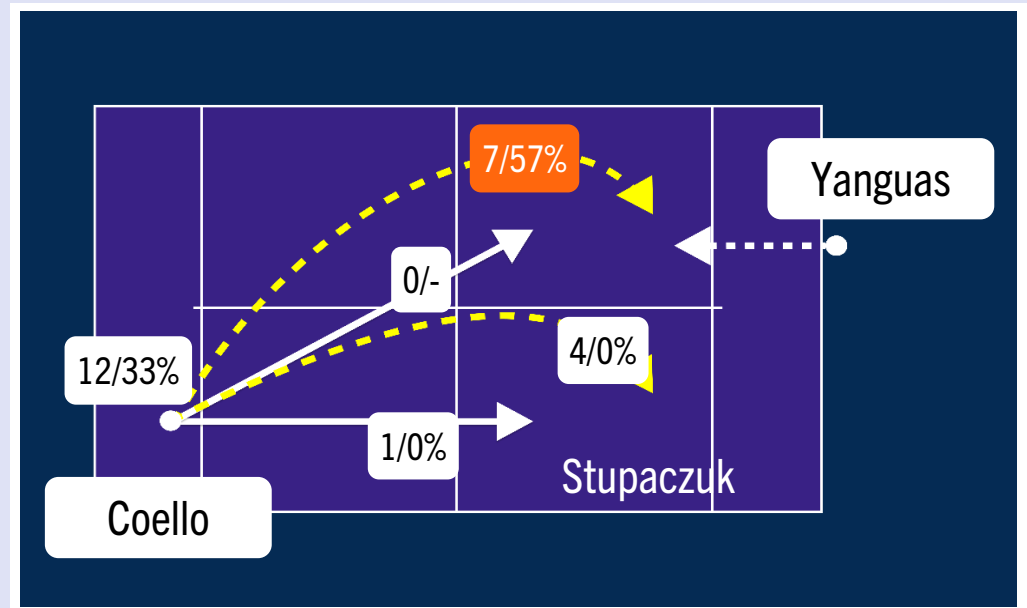 7/57%
Yanguas
0/-
12/33%
4/0%
1/0%
Stupaczuk
Coello